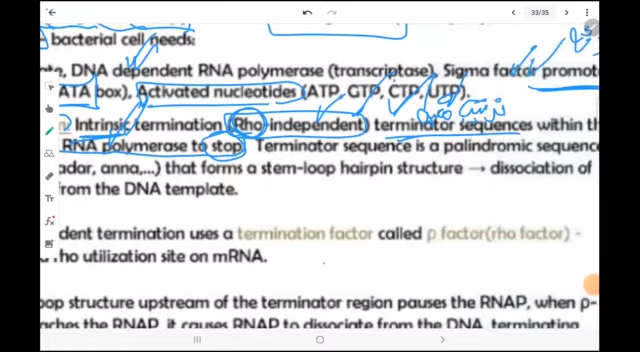 33/35
bacterial cell needs:
DNA dependent RNA polymerase (transcriptase). Sigma factor promot
ATA box), Activated nucleotides (ATP, GTP, CTP, UTP).
Intrinsic termination (Rho-independent) terminator sequences within th
RNA polymerase to stop. Terminator sequence is a palindromic sequenc
adar, anna,...) that forms a stem-loop hairpin structure → dissociation of
from the DNA template.
dent termination uses a termination factor called ρ factor(rho factor) -
rho utilization site on mRNA.
oop structure upstream of the terminator region pauses the RNAP, when ρ-
aches the RNAP, it causes RNAP to dissociate from the DNA, terminating